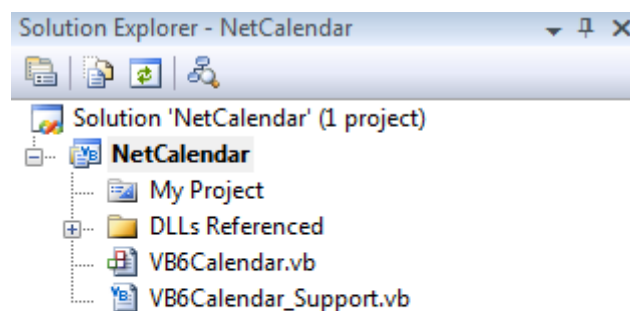 Solution Explorer - NetCalendar
Solution 'NetCalendar' (1 project)
NetCalendar
My Project
DLLs Referenced
VB6Calendar.vb
VB6Calendar_Support.vb